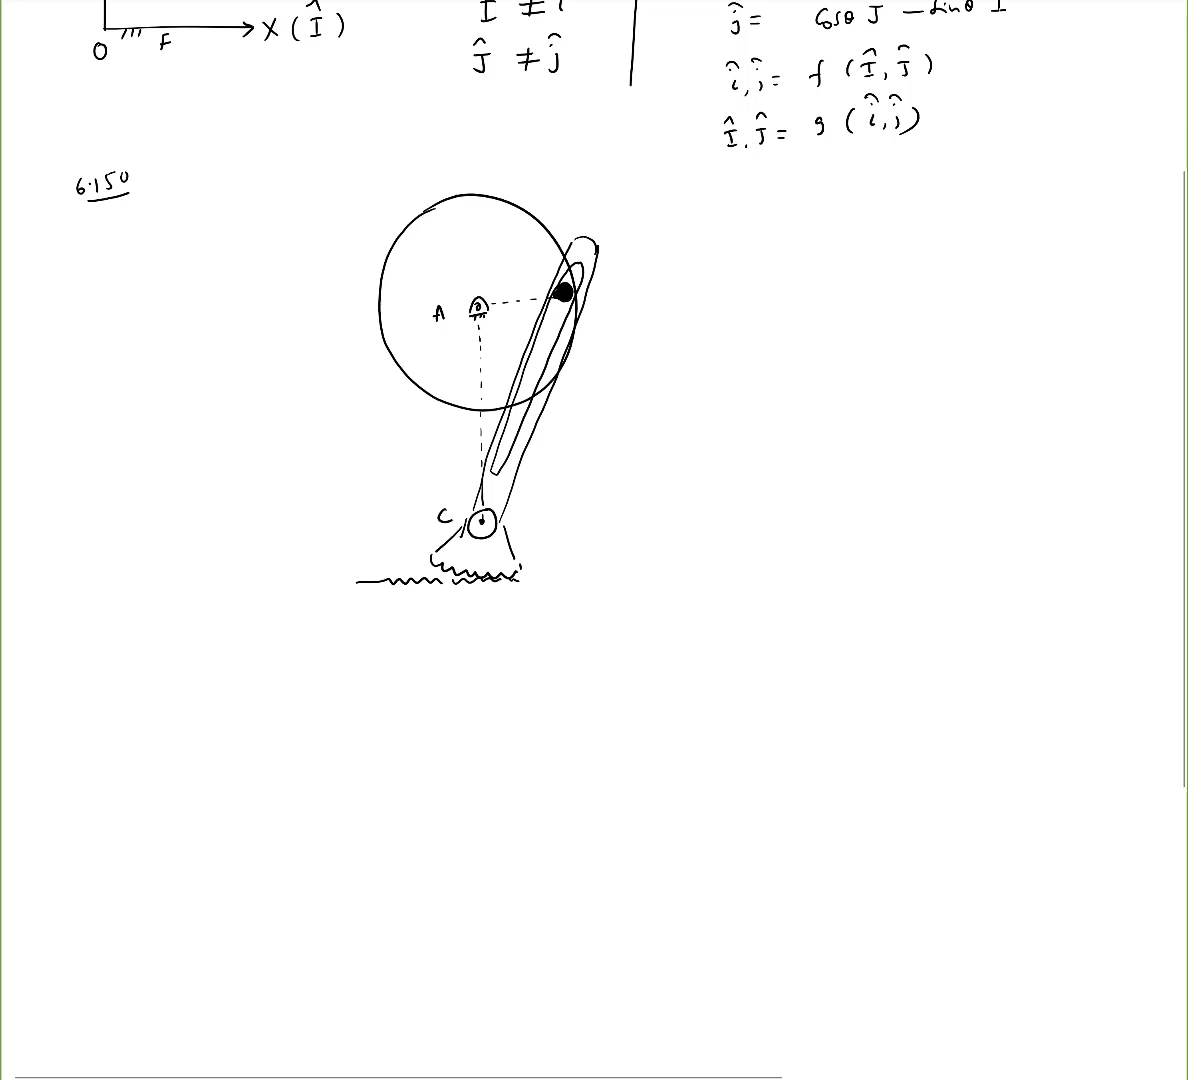 X ( Î )
O
F
I ≠ i
Ĵ ≠ ĵ
ĵ = Cosθ J − sinθ I
î, ĵ = f ( Î, Ĵ )
Î, Ĵ = g ( î, ĵ )
6.150
A
C